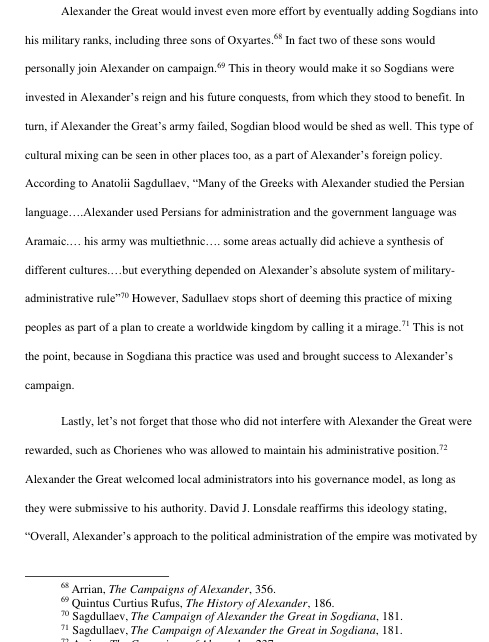 Alexander the Great would invest even more effort by eventually adding Sogdians into
his military ranks, including three sons of Oxyartes.68 In fact two of these sons would
personally join Alexander on campaign.69 This in theory would make it so Sogdians were
invested in Alexander's reign and his future conquests, from which they stood to benefit. In
turn, if Alexander the Great's army failed, Sogdian blood would be shed as well. This type of
cultural mixing can be seen in other places too, as a part of Alexander's foreign policy.
According to Anatolii Sagdullaev, “Many of the Greeks with Alexander studied the Persian
language….Alexander used Persians for administration and the government language was
Aramaic.… his army was multiethnic…. some areas actually did achieve a synthesis of
different cultures.…but everything depended on Alexander's absolute system of military-
administrative rule”70 However, Sadullaev stops short of deeming this practice of mixing
peoples as part of a plan to create a worldwide kingdom by calling it a mirage.71 This is not
the point, because in Sogdiana this practice was used and brought success to Alexander's
campaign.
Lastly, let's not forget that those who did not interfere with Alexander the Great were
rewarded, such as Chorienes who was allowed to maintain his administrative position.72
Alexander the Great welcomed local administrators into his governance model, as long as
they were submissive to his authority. David J. Lonsdale reaffirms this ideology stating,
“Overall, Alexander's approach to the political administration of the empire was motivated by
68 Arrian, The Campaigns of Alexander, 356.
69 Quintus Curtius Rufus, The History of Alexander, 186.
70 Sagdullaev, The Campaign of Alexander the Great in Sogdiana, 181.
71 Sagdullaev, The Campaign of Alexander the Great in Sogdiana, 181.